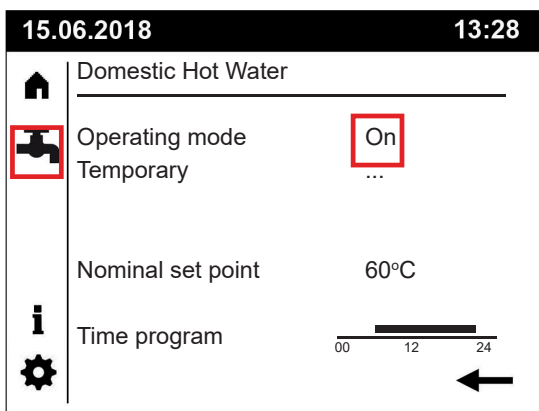 15.06.2018 13:28
Domestic Hot Water
Operating mode On
Temporary ...
Nominal set point 60°C
Time program
00 12 24
i